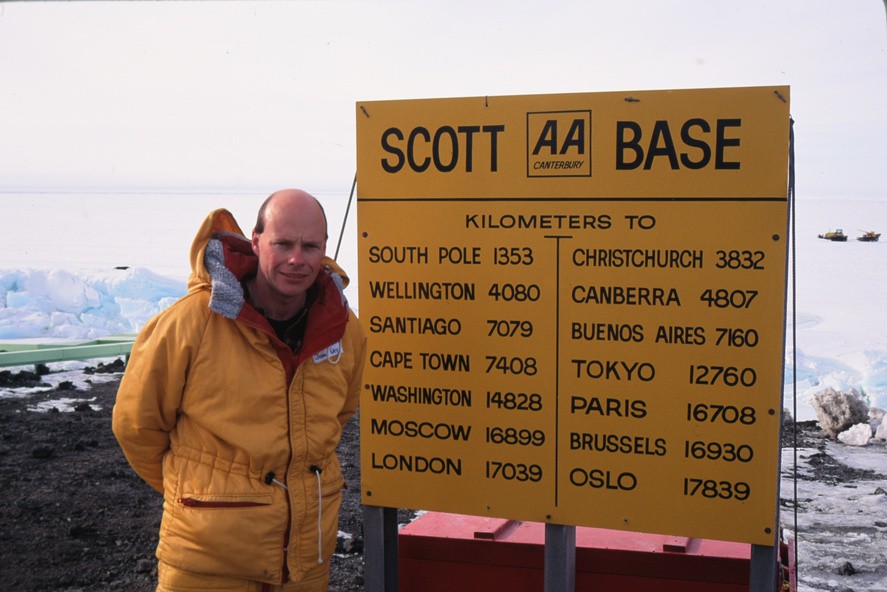 SCOTT AA BASE
CANTERBURY
KILOMETERS TO
SOUTH POLE 1353
WELLINGTON 4080
SANTIAGO 7079
CAPE TOWN 7408
WASHINGTON 14828
MOSCOW 16899
LONDON 17039
CHRISTCHURCH 3832
CANBERRA 4807
BUENOS AIRES 7160
TOKYO 12760
PARIS 16708
BRUSSELS 16930
OSLO 17839